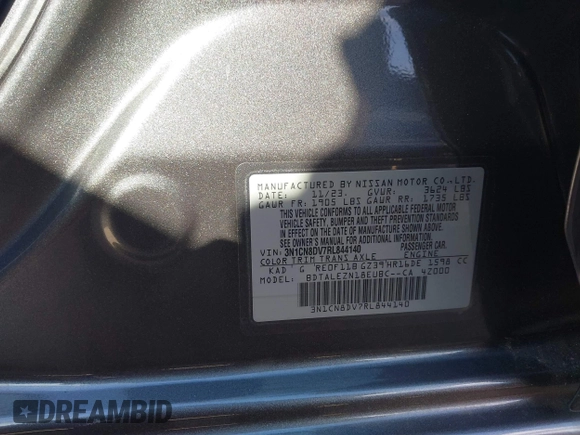 MANUFACTURED BY NISSAN MOTOR CO.,LTD.
DATE: 11/23. GVWR: 3624 LBS
GAWR FR: 1905 LBS GAWR RR: 1735 LBS
THIS VEHICLE CONFORMS TO ALL APPLICABLE FEDERAL MOTOR
VEHICLE SAFETY, BUMPER AND THEFT PREVENTION STANDARDS
IN EFFECT ON THE DATE OF MANUFACTURE SHOWN ABOVE.
SEE OWNER'S MANUAL FOR ADDITIONAL INFORMATION
VIN: 3N1CN8DV7RL844140 PASSENGER CAR.
COLOR TRIM TRANS AXLE ENGINE
KAD G RE0F11B GZ39 HR16DE 1598 CC
MODEL: BDTALEZN18EUBC--CA 42000
3N1CN8DV7RL844140
DREAMBID